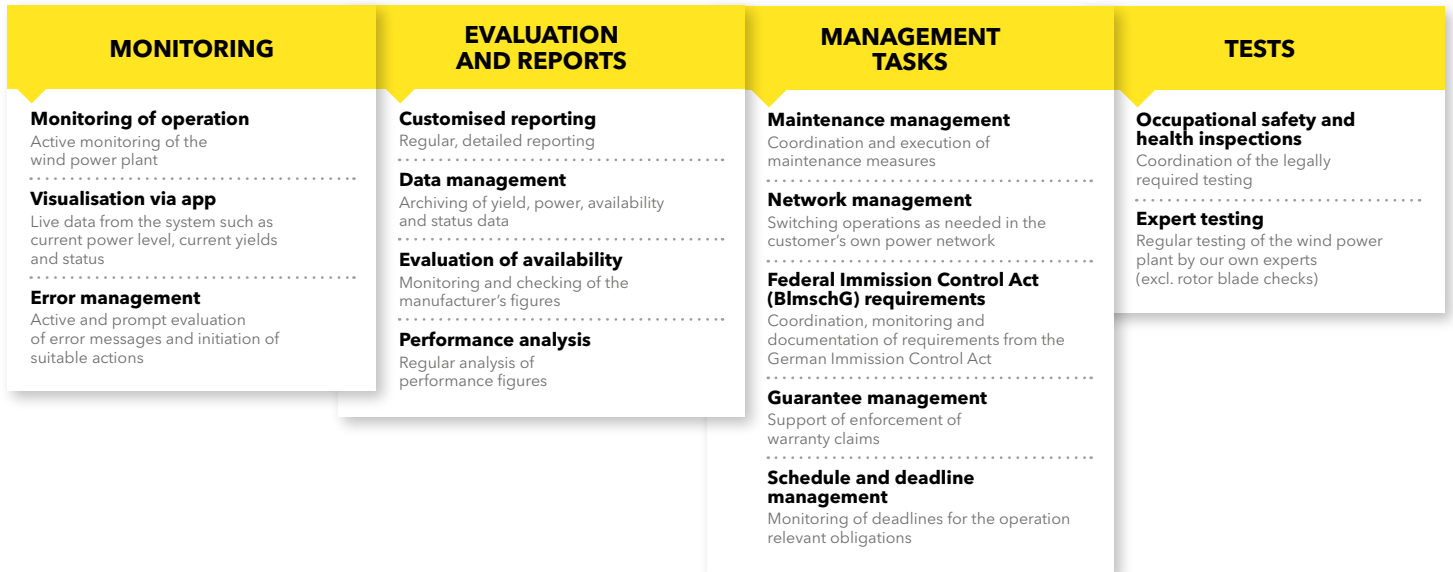 MONITORING
Monitoring of operation
Active monitoring of the
wind power plant
Visualisation via app
Live data from the system such as
current power level, current yields
and status
Error management
Active and prompt evaluation
of error messages and initiation of
suitable actions
EVALUATION
AND REPORTS
Customised reporting
Regular, detailed reporting
Data management
Archiving of yield, power, availability
and status data
Evaluation of availability
Monitoring and checking of the
manufacturer’s figures
Performance analysis
Regular analysis of
performance figures
MANAGEMENT
TASKS
Maintenance management
Coordination and execution of
maintenance measures
Network management
Switching operations as needed in the
customer’s own power network
Federal Immission Control Act
(BlmschG) requirements
Coordination, monitoring and
documentation of requirements from the
German Immission Control Act
Guarantee management
Support of enforcement of
warranty claims
Schedule and deadline
management
Monitoring of deadlines for the operation
relevant obligations
TESTS
Occupational safety and
health inspections
Coordination of the legally
required testing
Expert testing
Regular testing of the wind power
plant by our own experts
(excl. rotor blade checks)